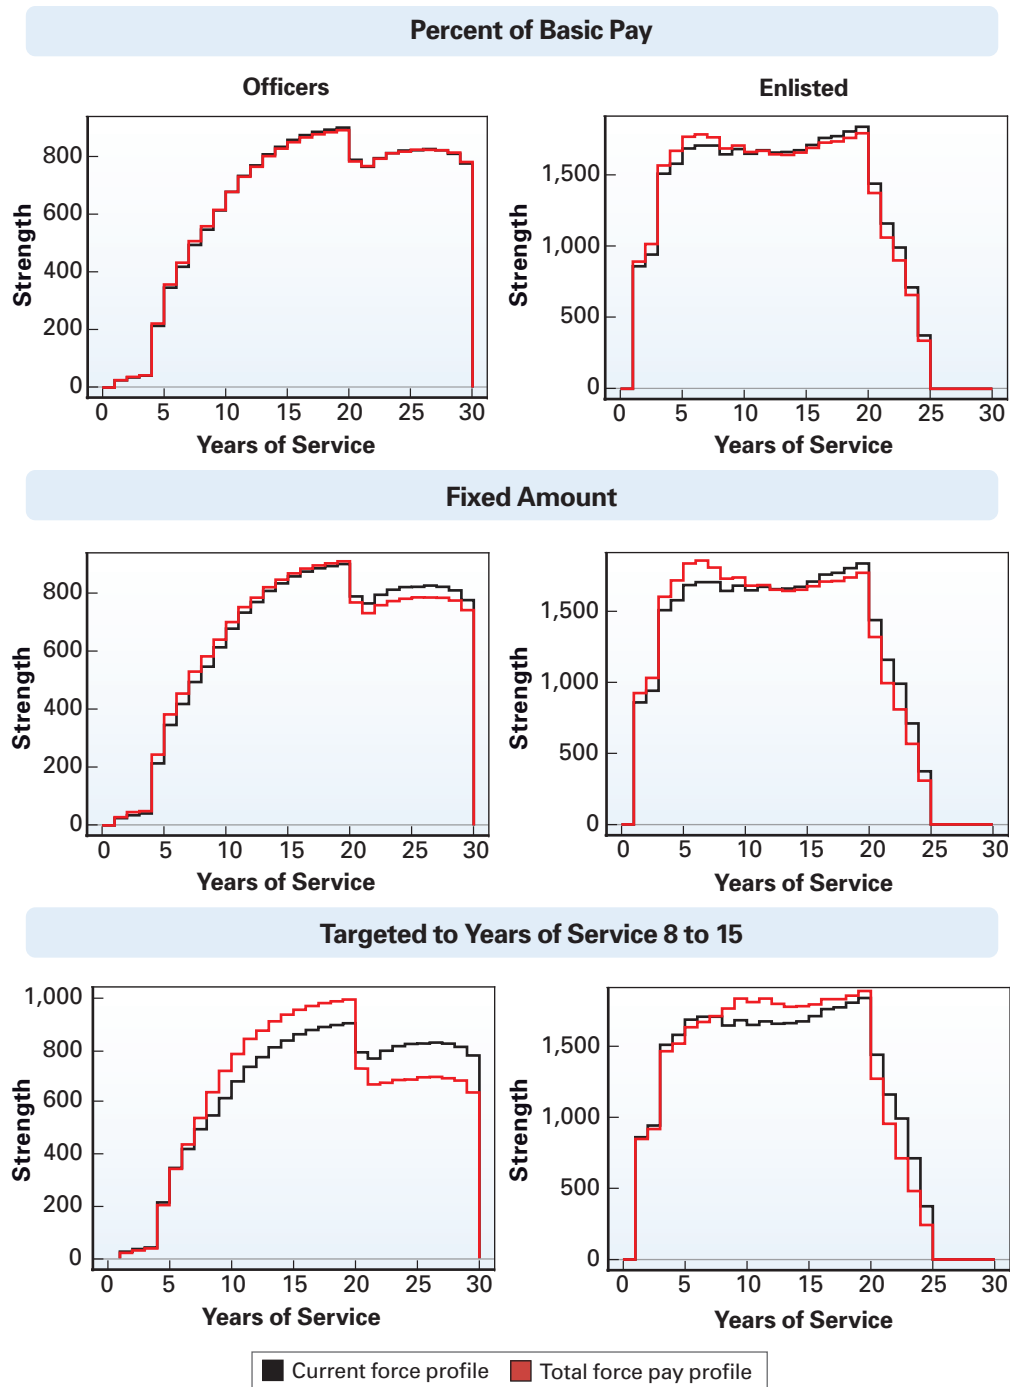 Percent of Basic Pay
Officers
Enlisted
Strength
800
600
400
200
0
0 5 10 15 20 25 30
Years of Service
Strength
1,500
1,000
500
0
0 5 10 15 20 25 30
Years of Service
Fixed Amount
Strength
800
600
400
200
0
0 5 10 15 20 25 30
Years of Service
Strength
1,500
1,000
500
0
0 5 10 15 20 25 30
Years of Service
Targeted to Years of Service 8 to 15
Strength
1,000
800
600
400
200
0
0 5 10 15 20 25 30
Years of Service
Strength
1,500
1,000
500
0
0 5 10 15 20 25 30
Years of Service
Current force profile Total force pay profile